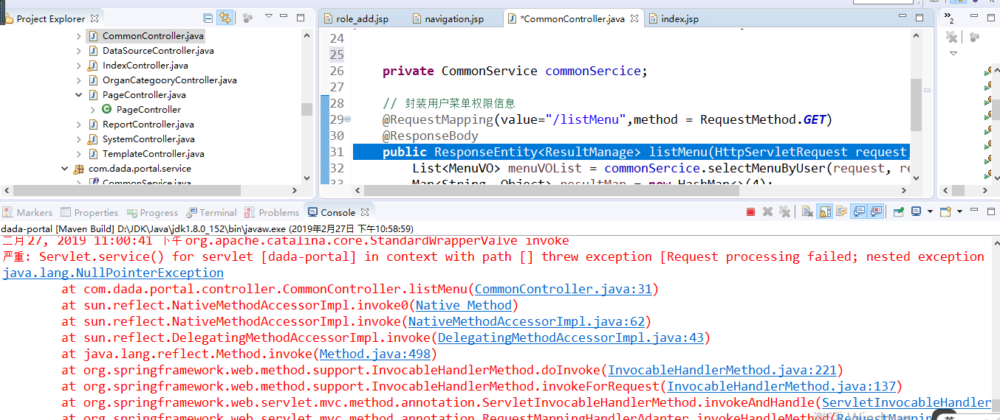 Project Explorer
CommonController.java
DataSourceController.java
IndexController.java
OrganCategooryController.java
PageController.java
PageController
ReportController.java
SystemController.java
TemplateController.java
com.dada.portal.service
CommonService.java
role_add.jsp
navigation.jsp
*CommonController.java
index.jsp
»2
24
25
26 private CommonService commonSercice;
27
28 // 封装用户菜单权限信息
29 @RequestMapping(value="/listMenu",method = RequestMethod.GET)
30 @ResponseBody
31 public ResponseEntity<ResultManage> listMenu(HttpServletRequest request,
32 List<MenuVO> menuVOList = commonSercice.selectMenuByUser(request, re
33 Map<String, Object> resultMap = new HashMap<>(4);
Markers
Properties
Progress
Terminal
Problems
Console
dada-portal [Maven Build] D:\JDK\Java\jdk1.8.0_152\bin\javaw.exe (2019年2月27日 下午10:58:59)
二月 27, 2019 11:00:41 下午 org.apache.catalina.core.StandardWrapperValve invoke
严重: Servlet.service() for servlet [dada-portal] in context with path [] threw exception [Request processing failed; nested exception
java.lang.NullPointerException
at com.dada.portal.controller.CommonController.listMenu(CommonController.java:31)
at sun.reflect.NativeMethodAccessorImpl.invoke0(Native Method)
at sun.reflect.NativeMethodAccessorImpl.invoke(NativeMethodAccessorImpl.java:62)
at sun.reflect.DelegatingMethodAccessorImpl.invoke(DelegatingMethodAccessorImpl.java:43)
at java.lang.reflect.Method.invoke(Method.java:498)
at org.springframework.web.method.support.InvocableHandlerMethod.doInvoke(InvocableHandlerMethod.java:221)
at org.springframework.web.method.support.InvocableHandlerMethod.invokeForRequest(InvocableHandlerMethod.java:137)
at org.springframework.web.servlet.mvc.method.annotation.ServletInvocableHandlerMethod.invokeAndHandle(ServletInvocableHandler
at org.springframework.web.servlet.mvc.method.annotation.RequestMappingHandlerAdapter.invokeHandleMethod(RequestMapping